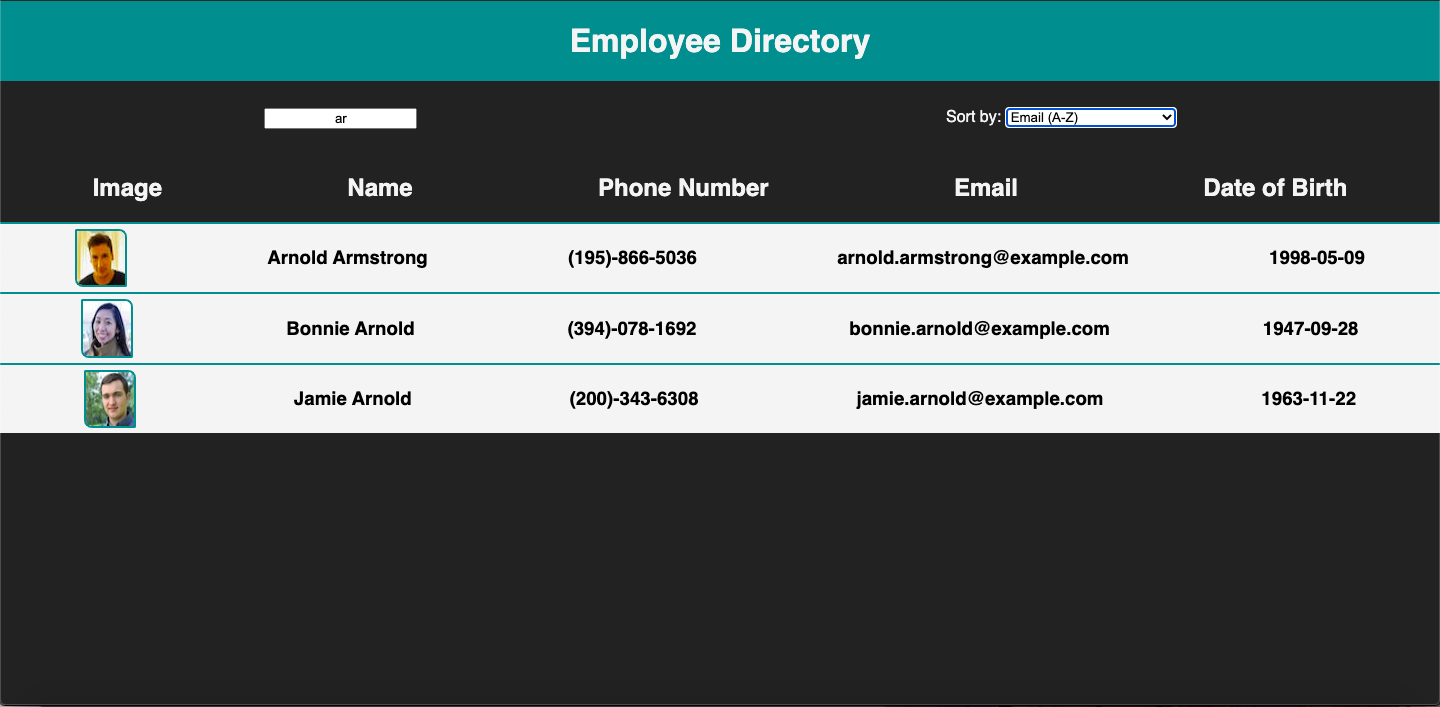 Employee Directory
ar Sort by: Email (A-Z)
Image Name Phone Number Email Date of Birth
Arnold Armstrong (195)-866-5036 arnold.armstrong@example.com 1998-05-09
Bonnie Arnold (394)-078-1692 bonnie.arnold@example.com 1947-09-28
Jamie Arnold (200)-343-6308 jamie.arnold@example.com 1963-11-22